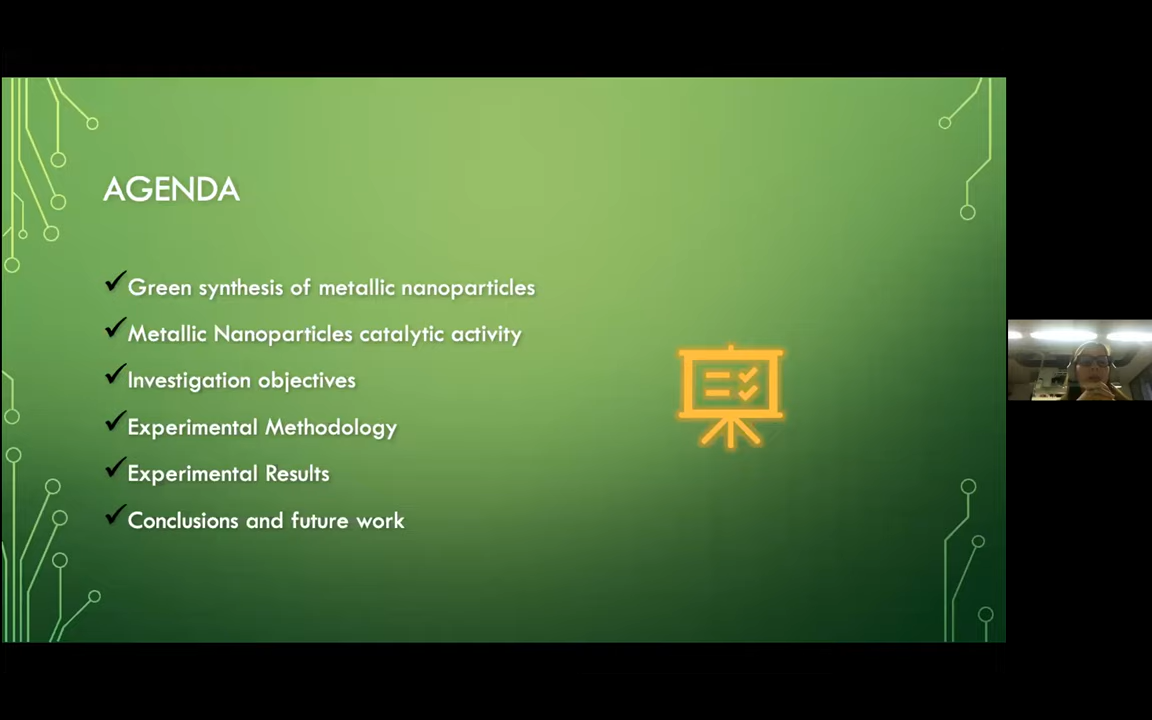 AGENDA
Green synthesis of metallic nanoparticles
Metallic Nanoparticles catalytic activity
Investigation objectives
Experimental Methodology
Experimental Results
Conclusions and future work